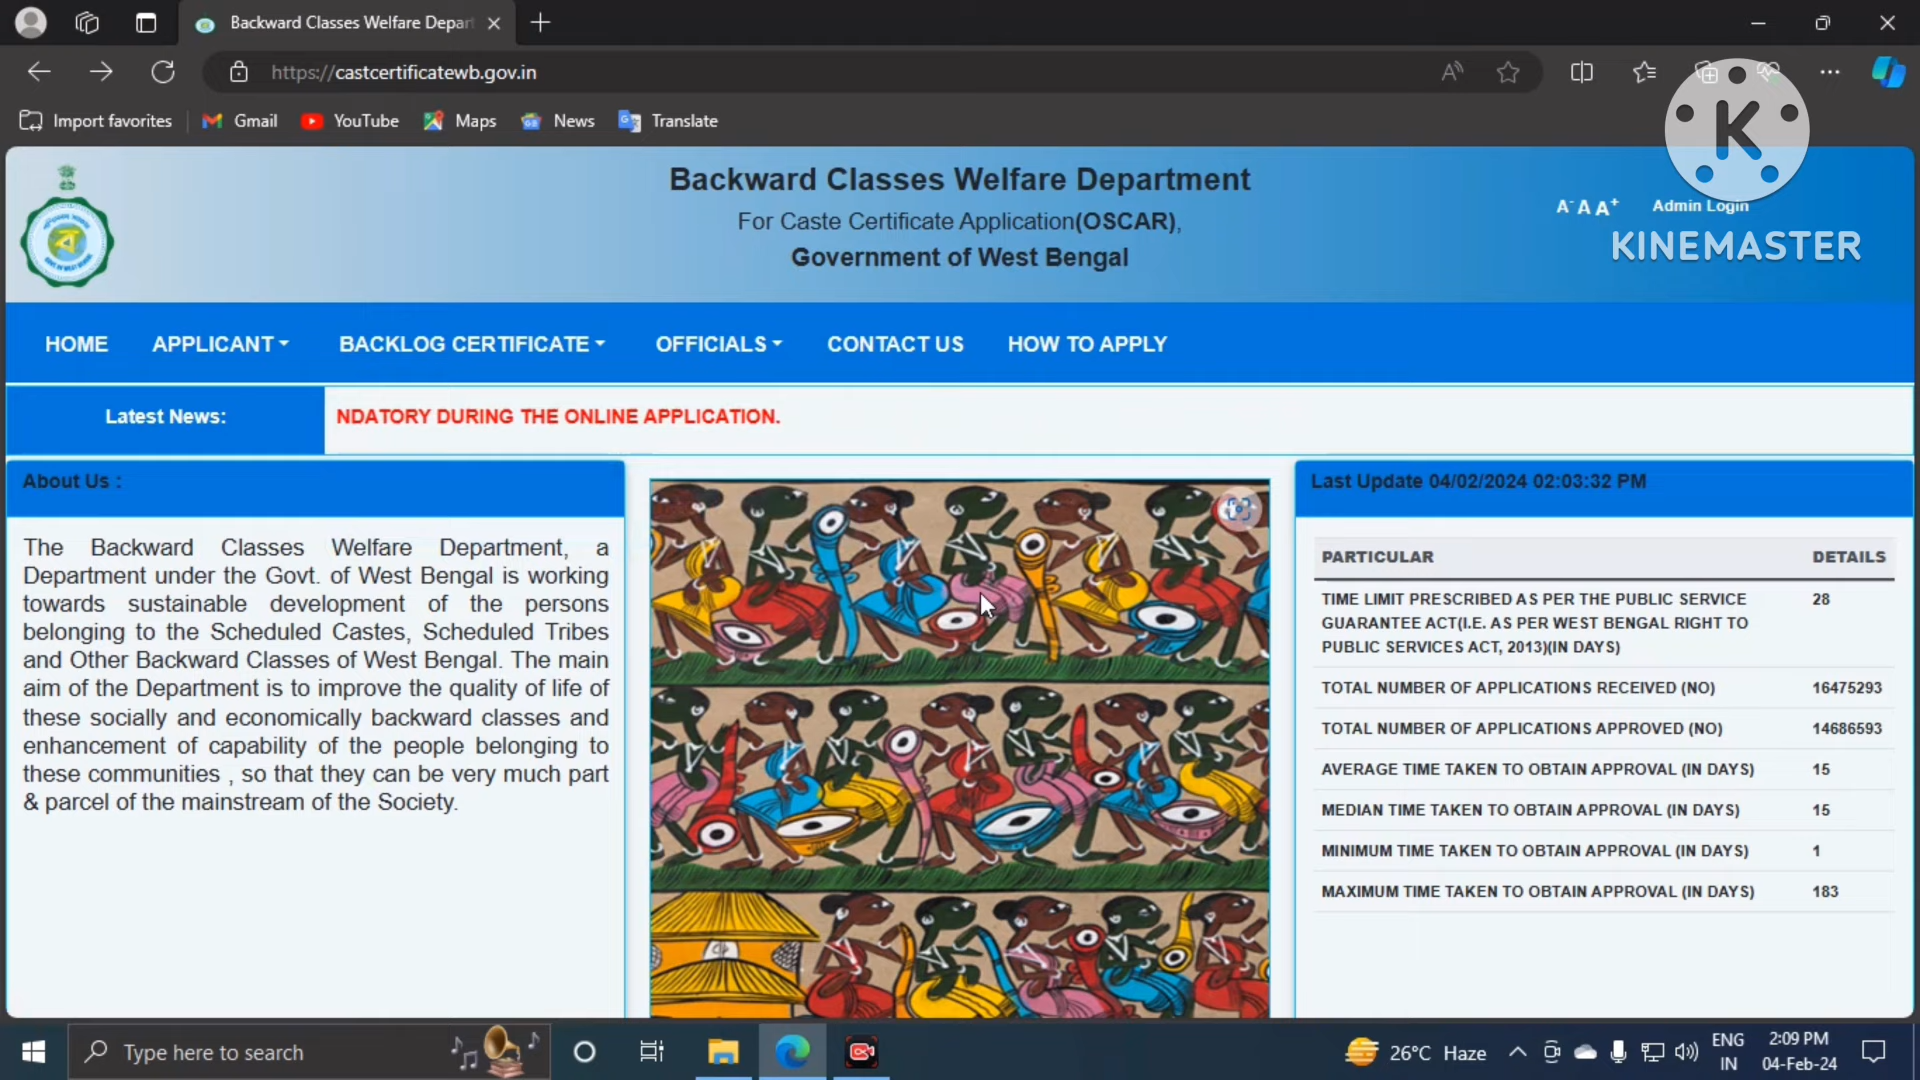 Backward Classes Welfare Depart
https://castcertificatewb.gov.in
Import favorites
Gmail
YouTube
Maps
News
Translate
K
KINEMASTER
Backward Classes Welfare Department
For Caste Certificate Application(OSCAR),
Government of West Bengal
A- A A+
Admin Login
HOME
APPLICANT
BACKLOG CERTIFICATE
OFFICIALS
CONTACT US
HOW TO APPLY
Latest News:
NDATORY DURING THE ONLINE APPLICATION.
About Us :
The Backward Classes Welfare Department, a
Department under the Govt. of West Bengal is working
towards sustainable development of the persons
belonging to the Scheduled Castes, Scheduled Tribes
and Other Backward Classes of West Bengal. The main
aim of the Department is to improve the quality of life of
these socially and economically backward classes and
enhancement of capability of the people belonging to
these communities , so that they can be very much part
& parcel of the mainstream of the Society.
Last Update 04/02/2024 02:03:32 PM
PARTICULAR DETAILS
TIME LIMIT PRESCRIBED AS PER THE PUBLIC SERVICE 28
GUARANTEE ACT(I.E. AS PER WEST BENGAL RIGHT TO
PUBLIC SERVICES ACT, 2013)(IN DAYS)
TOTAL NUMBER OF APPLICATIONS RECEIVED (NO) 16475293
TOTAL NUMBER OF APPLICATIONS APPROVED (NO) 14686593
AVERAGE TIME TAKEN TO OBTAIN APPROVAL (IN DAYS) 15
MEDIAN TIME TAKEN TO OBTAIN APPROVAL (IN DAYS) 15
MINIMUM TIME TAKEN TO OBTAIN APPROVAL (IN DAYS) 1
MAXIMUM TIME TAKEN TO OBTAIN APPROVAL (IN DAYS) 183
Type here to search
26°C Haze
ENG
IN
2:09 PM
04-Feb-24